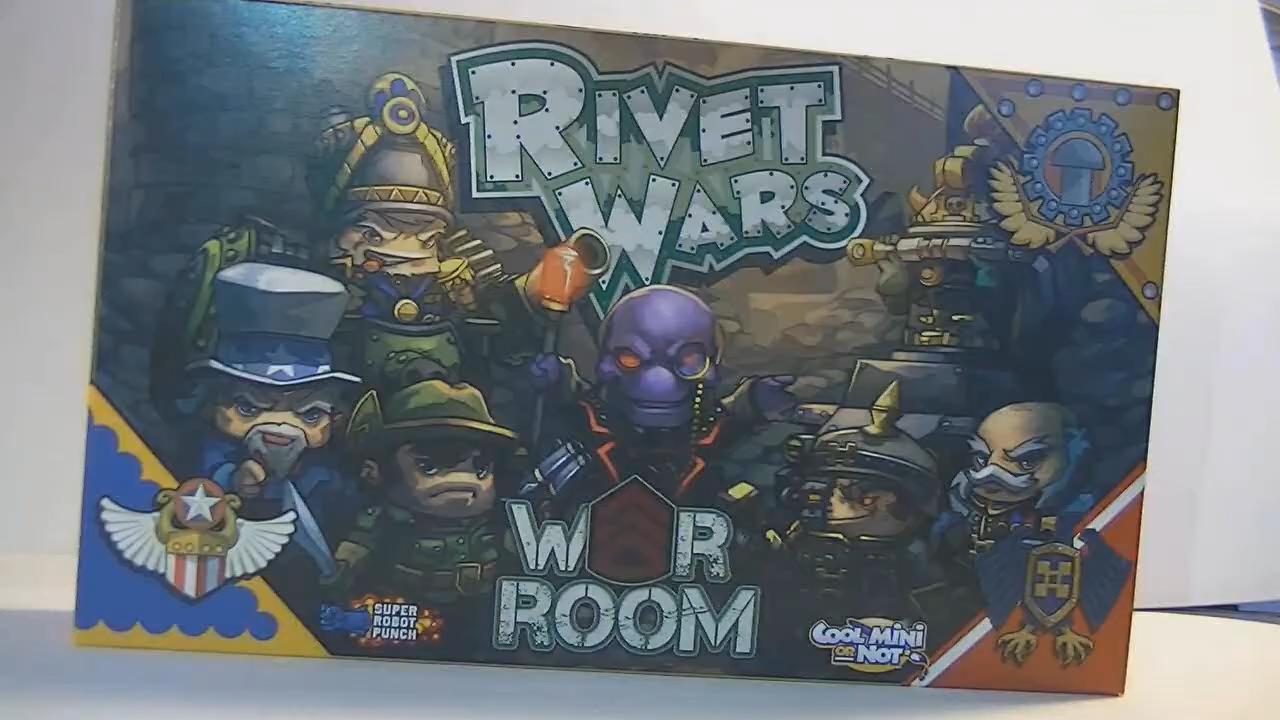 RIVET
WARS
WAR
ROOM
SUPER
ROBOT
PUNCH
COOL MINI
OR NOT